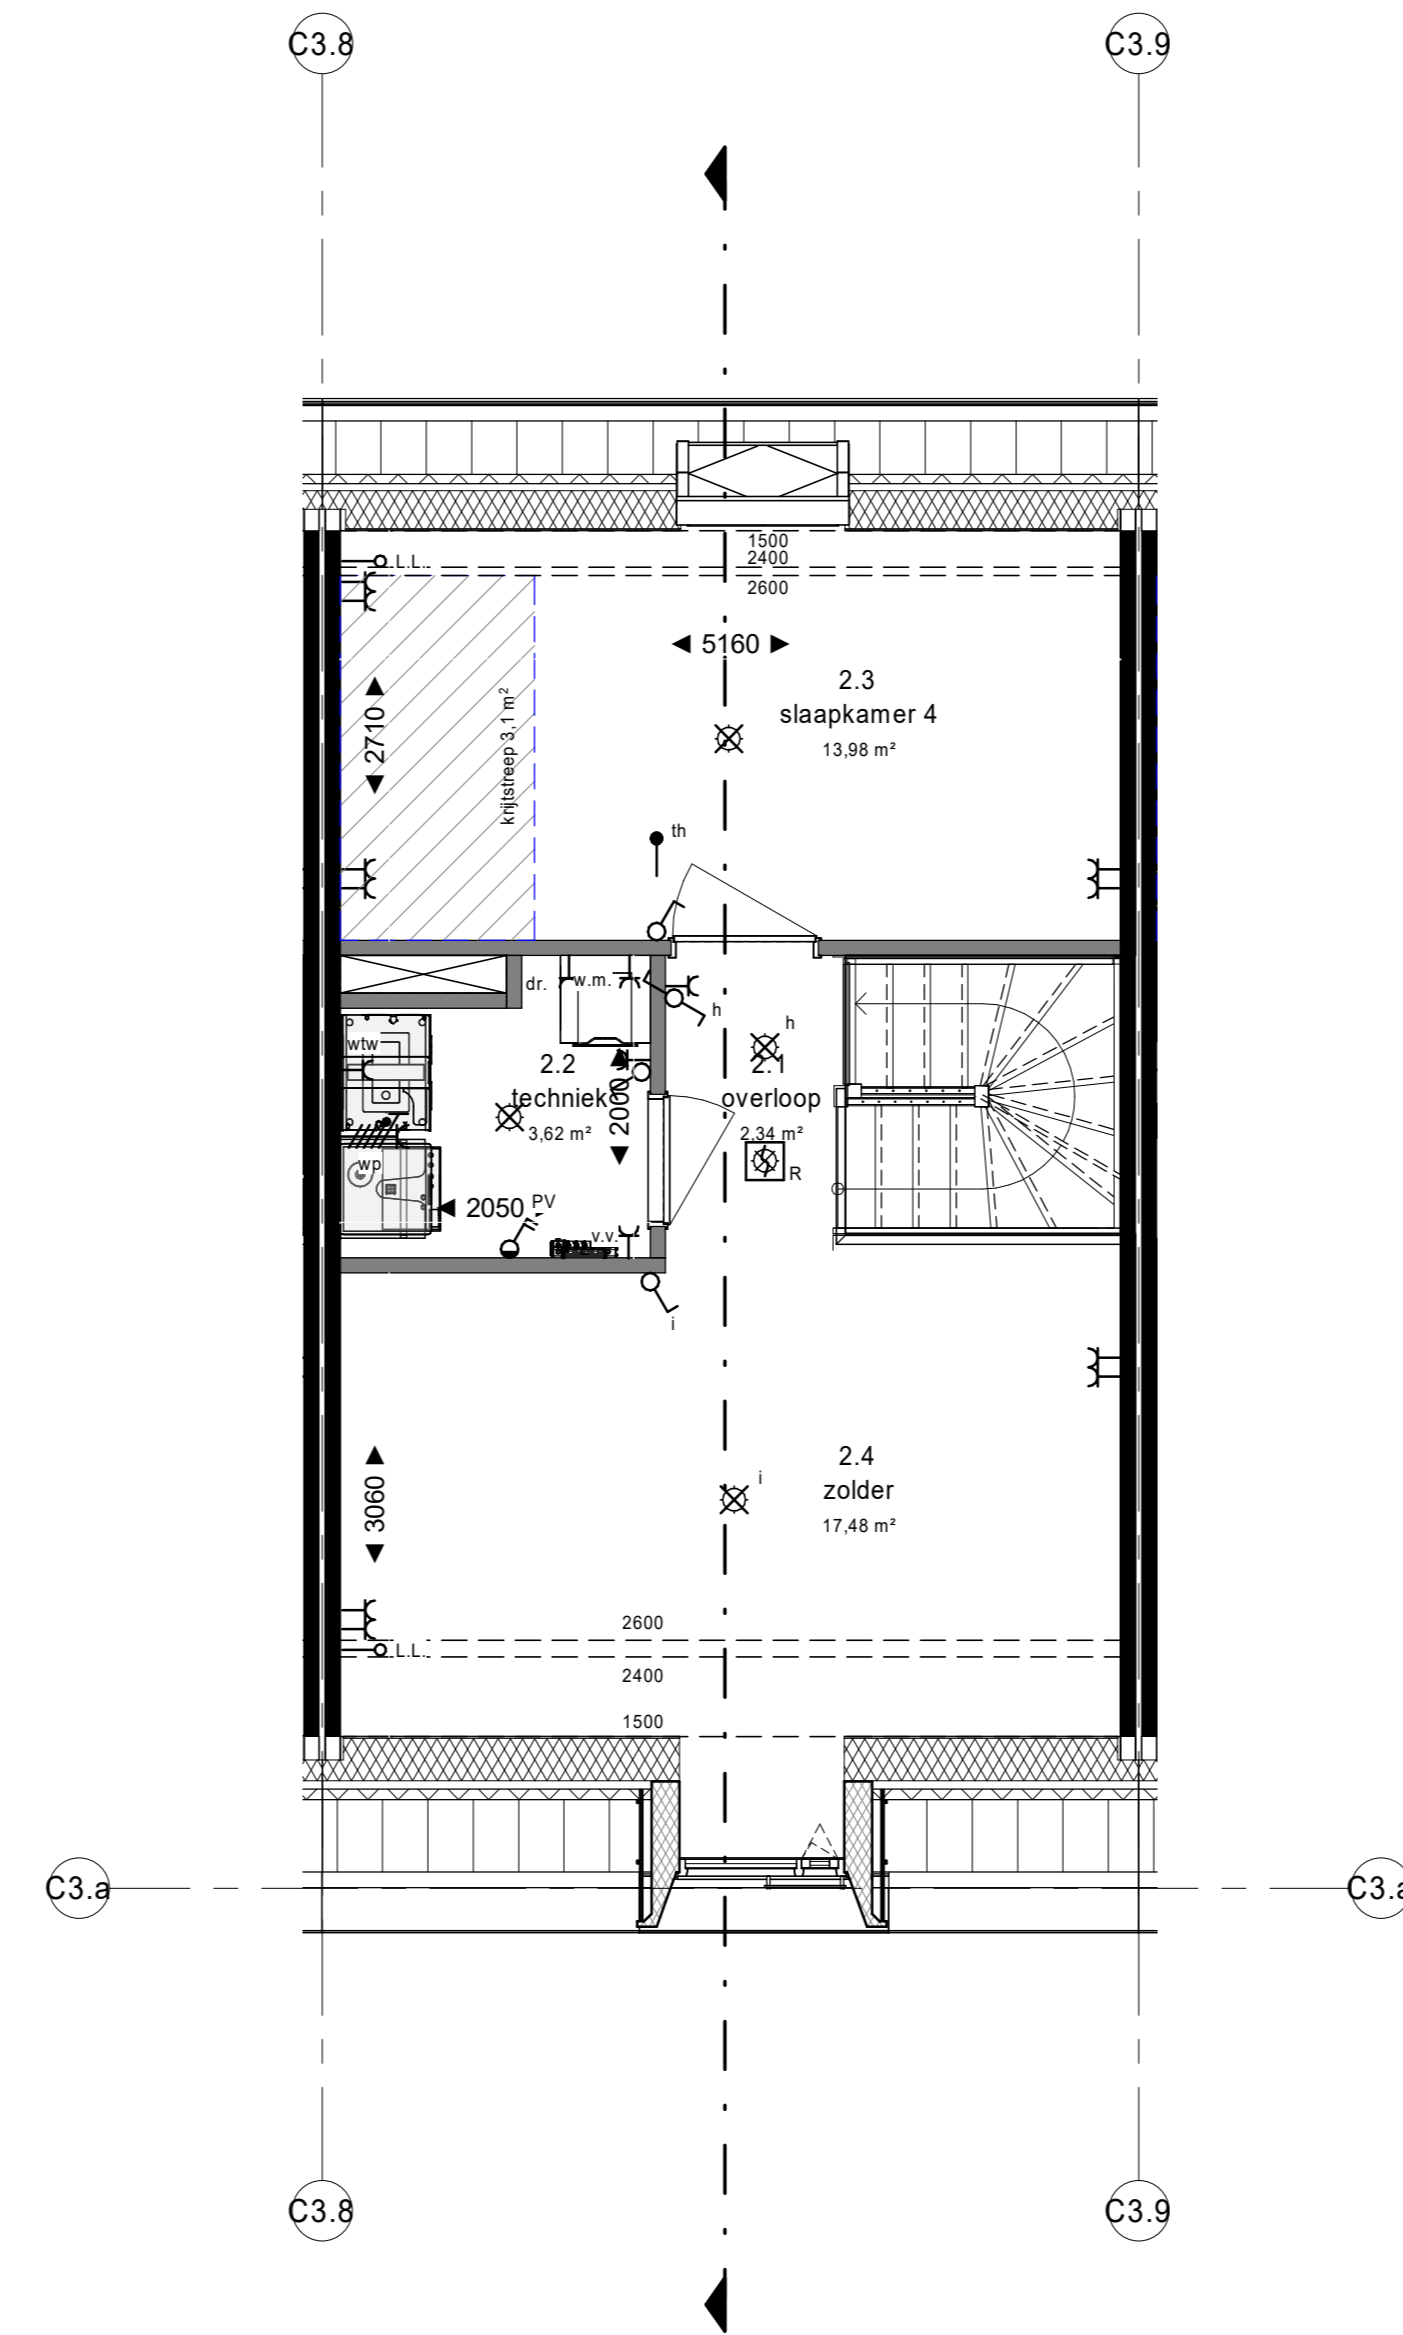 C3.8
C3.9
1500
2400
2600
L.L.
5160
2.3
slaapkamer 4
13,98 m²
2710
krijtstreep 3,1 m²
th
dr.
w.m.
h
h
wtw
2.2
techniek
3,62 m²
2000
2.1
overloop
2,34 m²
R
wp
2050
PV
v.v.
i
2.4
zolder
17,48 m²
i
3060
2600
L.L.
2400
1500
C3.a
C3.a
C3.8
C3.9